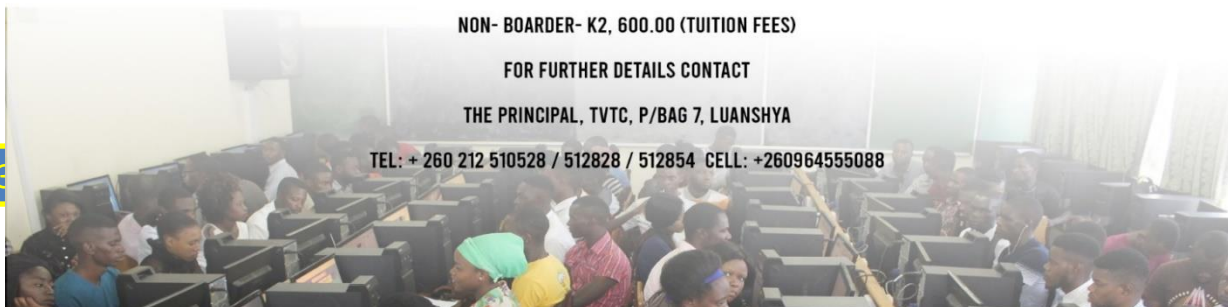 NON- BOARDER- K2, 600.00 (TUITION FEES)
FOR FURTHER DETAILS CONTACT
THE PRINCIPAL, TVTC, P/BAG 7, LUANSHYA
TEL: + 260 212 510528 / 512828 / 512854 CELL: +260964555088